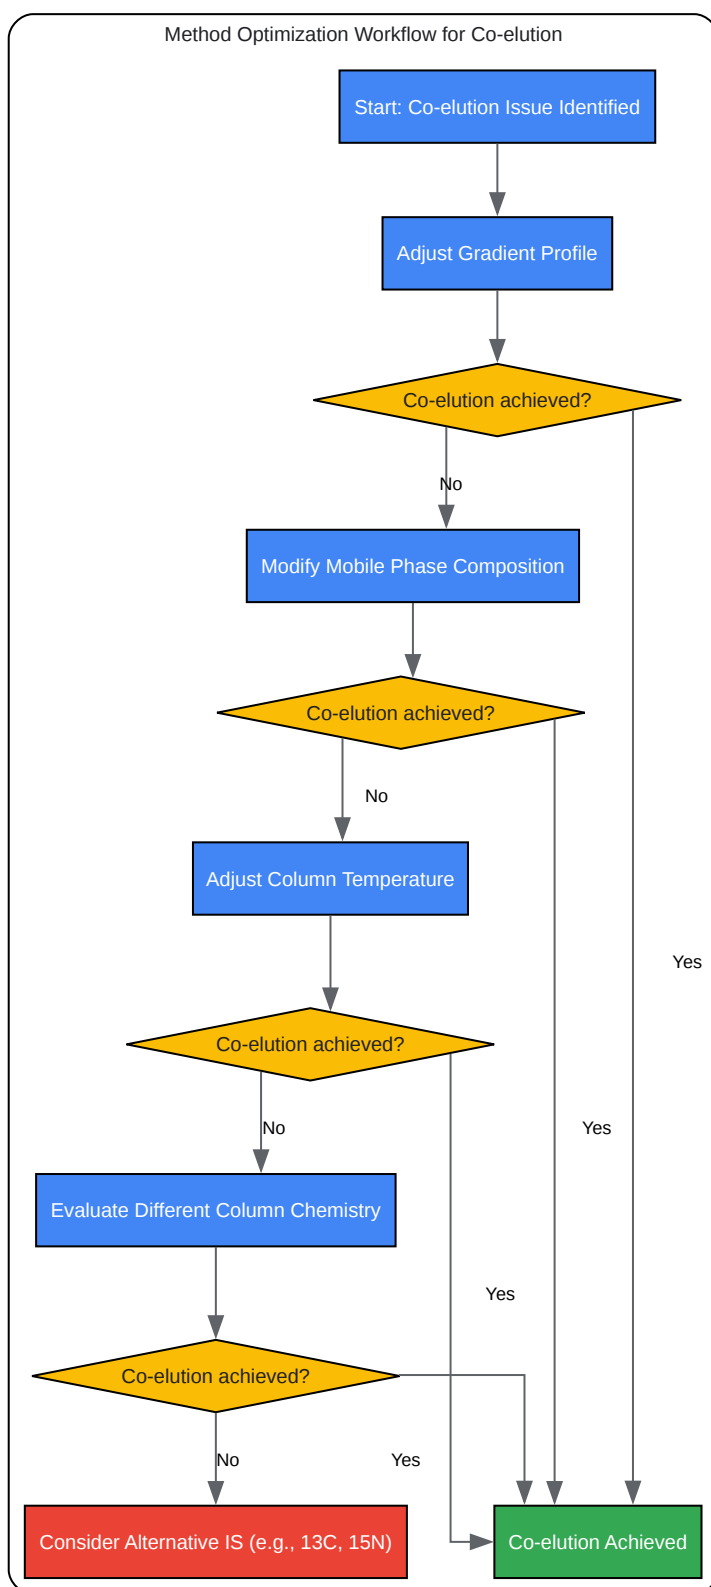 Method Optimization Workflow for Co-elution
Start: Co-elution Issue Identified
Adjust Gradient Profile
Co-elution achieved?
No
Modify Mobile Phase Composition
Co-elution achieved?
No
Adjust Column Temperature
Yes
Co-elution achieved?
No
Yes
Evaluate Different Column Chemistry
Yes
Co-elution achieved?
No
Yes
Consider Alternative IS (e.g., 13C, 15N)
Co-elution Achieved